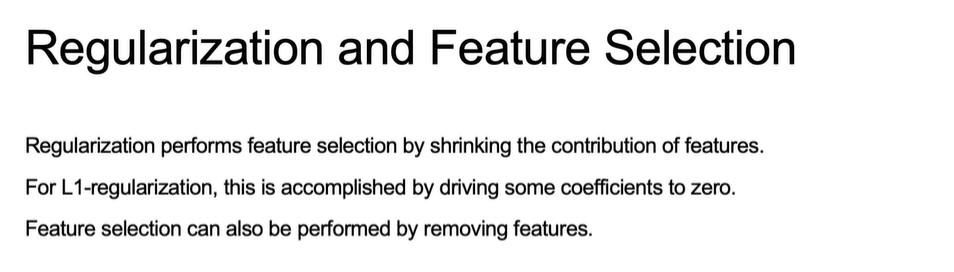 Regularization and Feature Selection
Regularization performs feature selection by shrinking the contribution of features.
For L1-regularization, this is accomplished by driving some coefficients to zero.
Feature selection can also be performed by removing features.